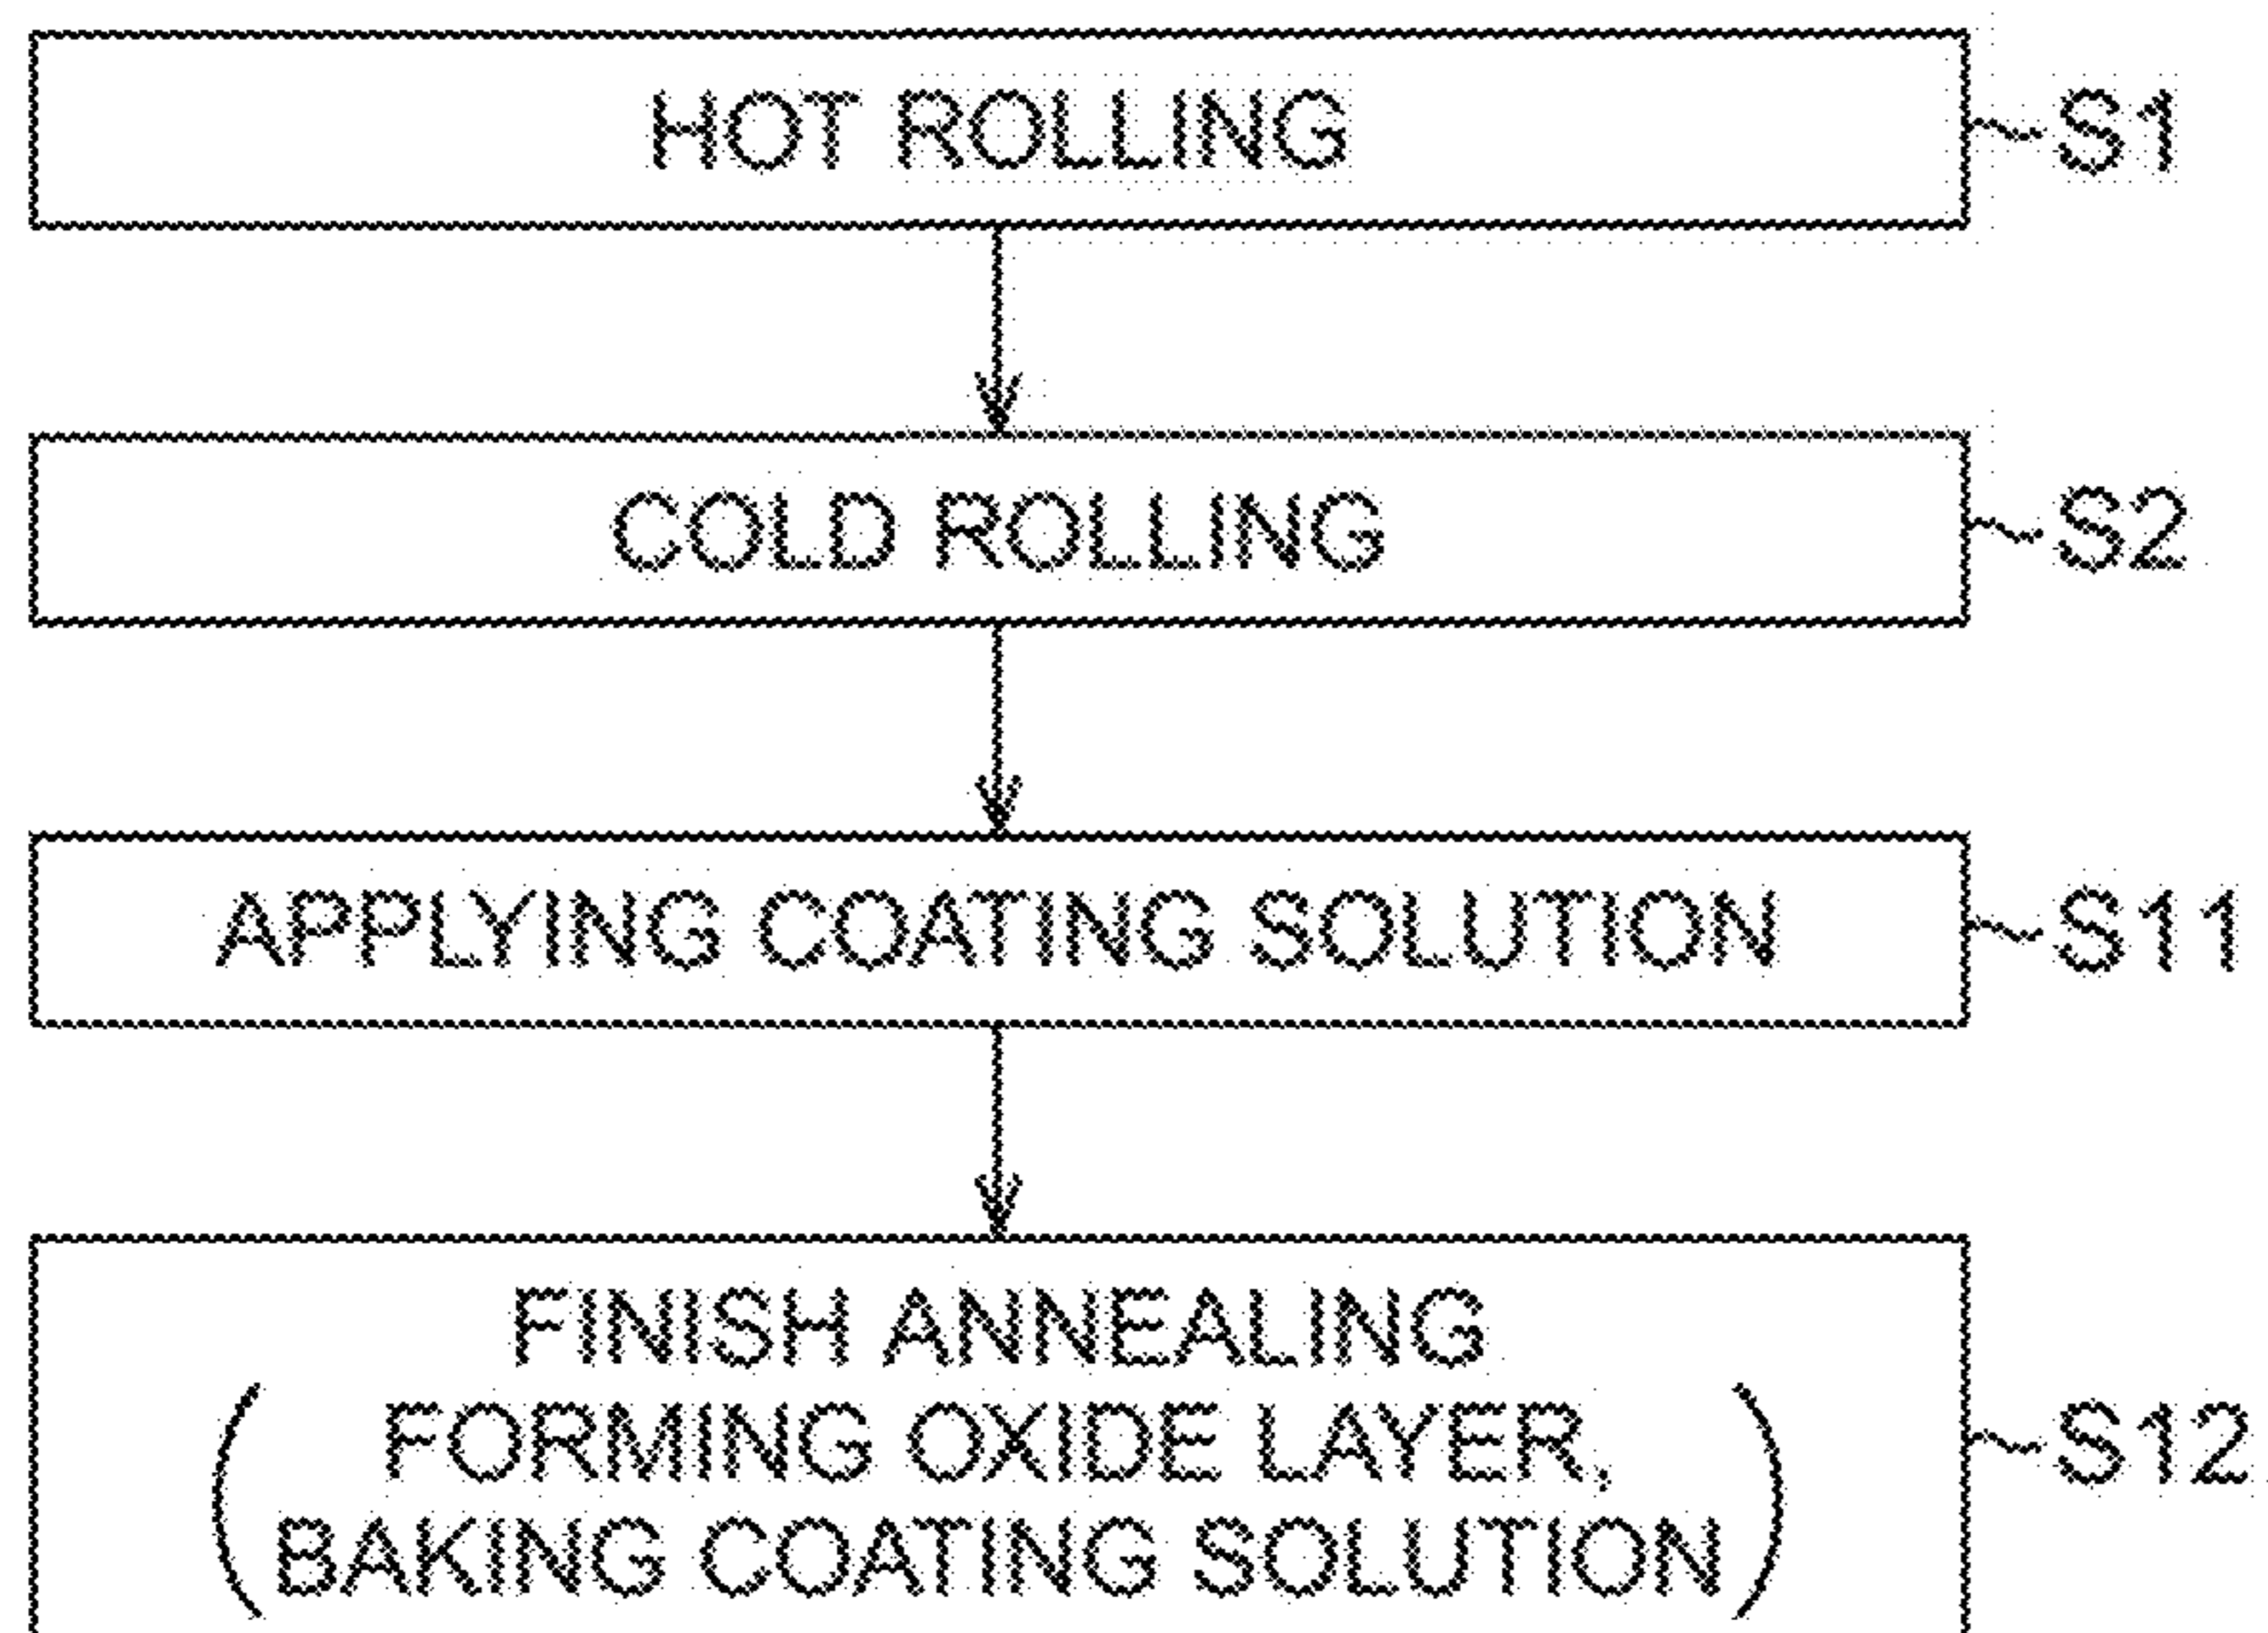 HOT ROLLING S1
COLD ROLLING S2
APPLYING COATING SOLUTION S11
FINISH ANNEALING
(FORMING OXIDE LAYER, S12
BAKING COATING SOLUTION)